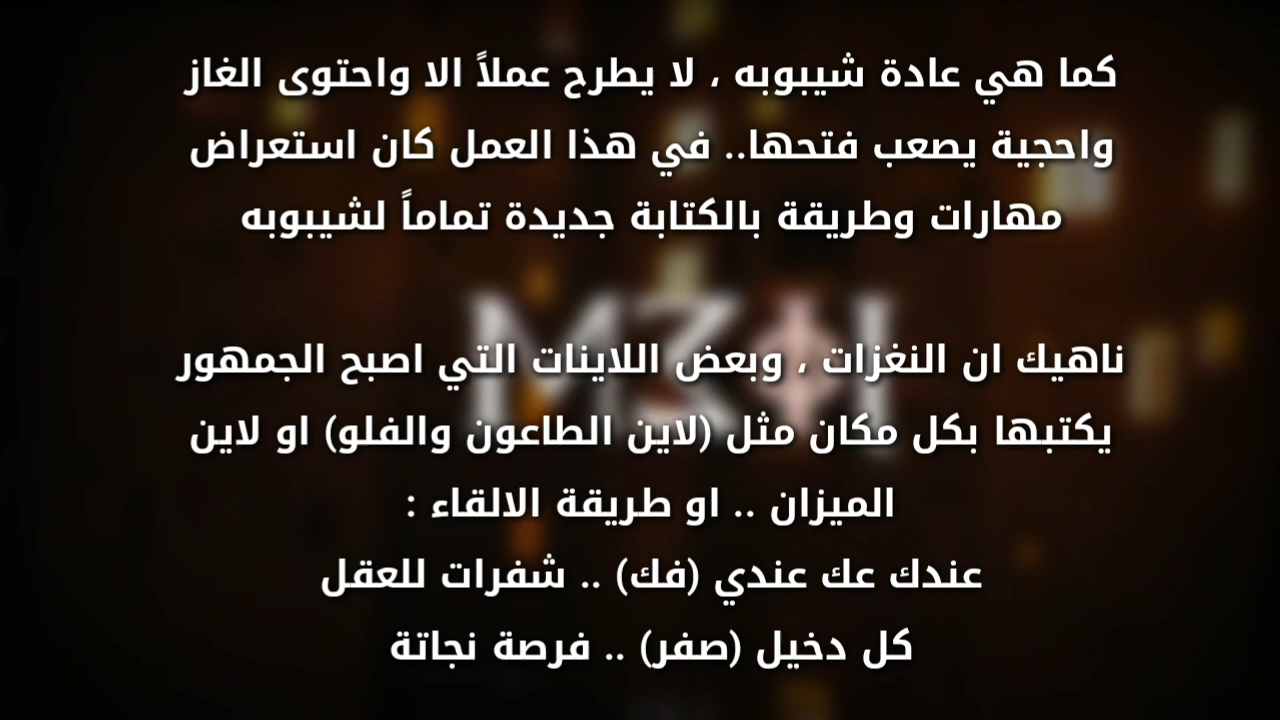 كما هي عادة شيبوبه ، لا يطرح عملاً الا واحتوى الغاز
واحجية يصعب فتحها.. في هذا العمل كان استعراض
مهارات وطريقة بالكتابة جديدة تماماً لشيبوبه
ناهيك ان النغزات ، وبعض اللاينات التي اصبح الجمهور
يكتبها بكل مكان مثل (لاين الطاعون والفلو) او لاين
الميزان .. او طريقة الالقاء :
عندك عك عندي (فك) .. شفرات للعقل
كل دخيل (صفر) .. فرصة نجاتة